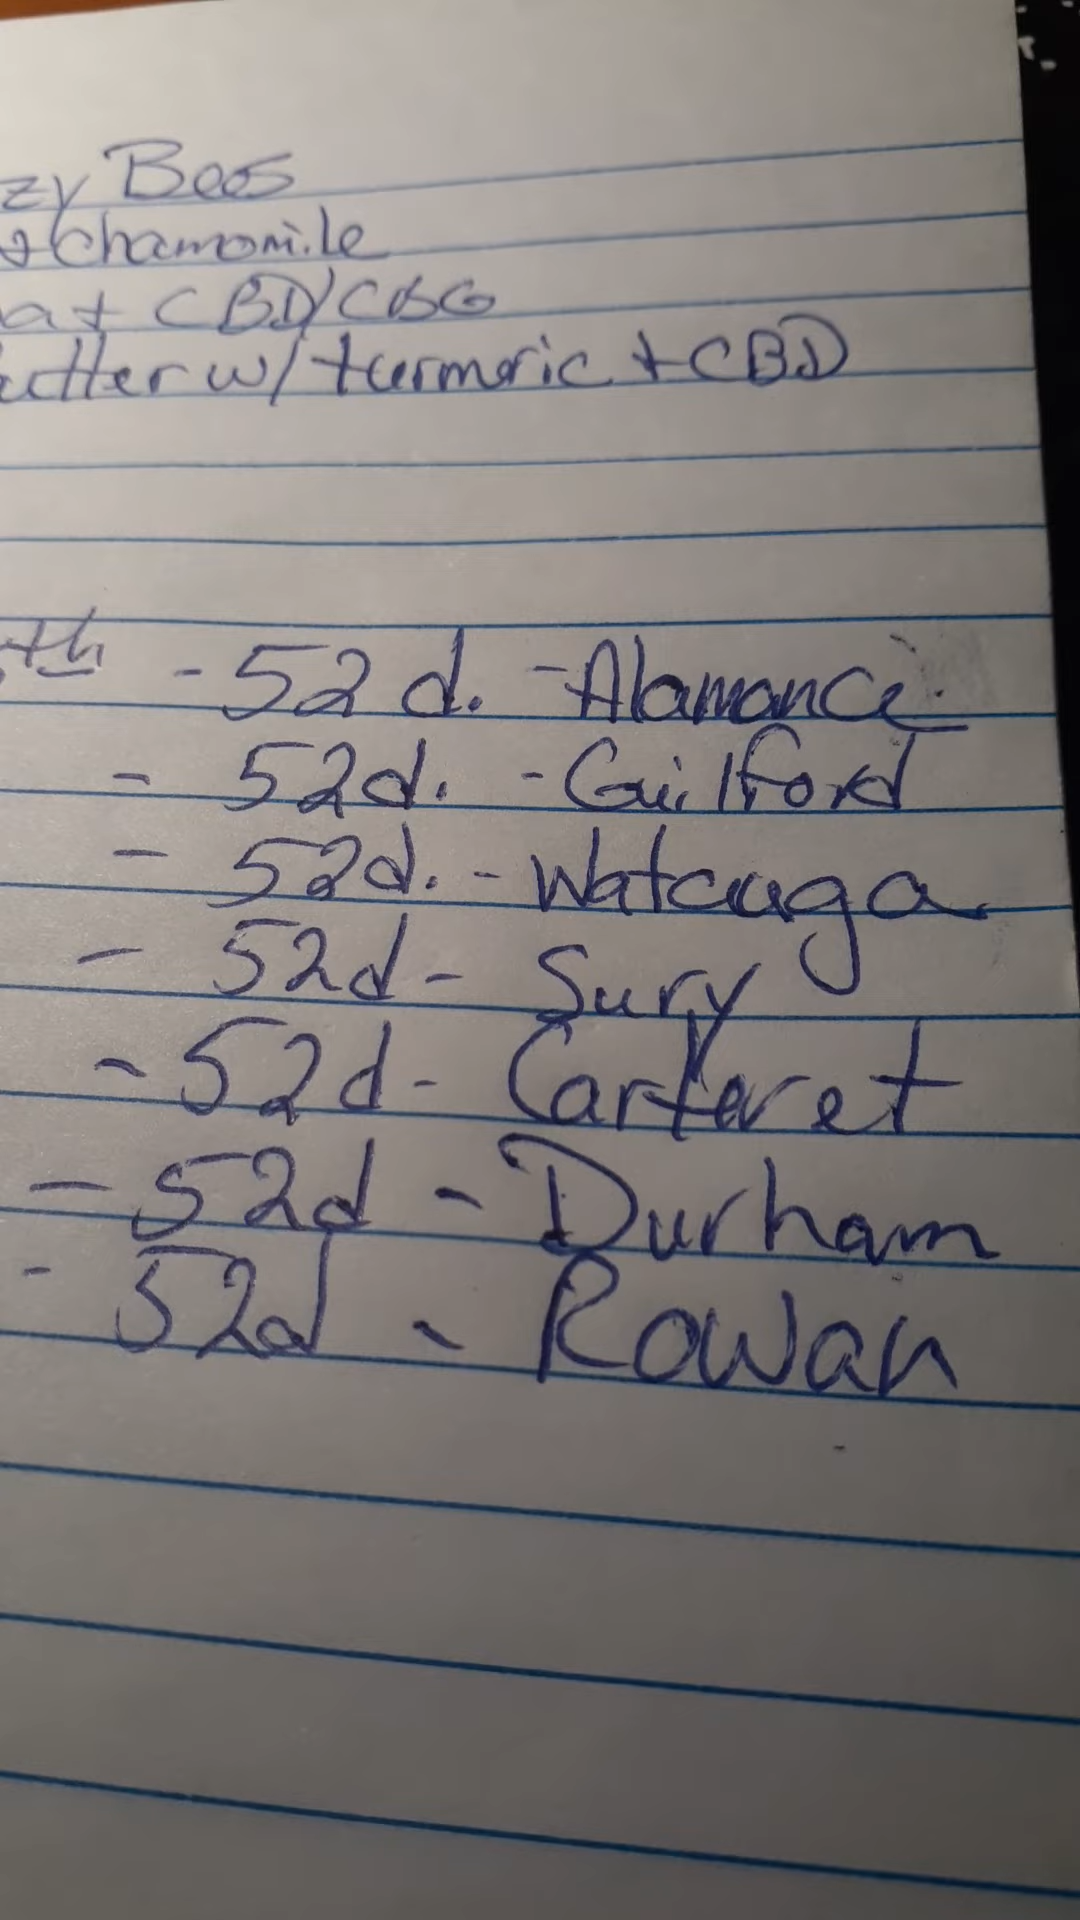 zy Bees
+ Chamomile
a + CBD/CBG
utter w/ turmeric + CBD
th - 52 d. - Alamance
- 52d. - Guilford
- 52d. - Watauga
- 52d - Sury
- 52d - Carteret
- 52d - Durham
- 52d - Rowan